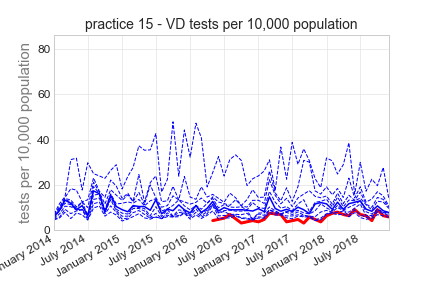 practice 15 - VD tests per 10,000 population
tests per 10,000 population
80
60
40
20
0
nuary 2014
July 2014
January 2015
July 2015
January 2016
July 2016
January 2017
July 2017
January 2018
July 2018